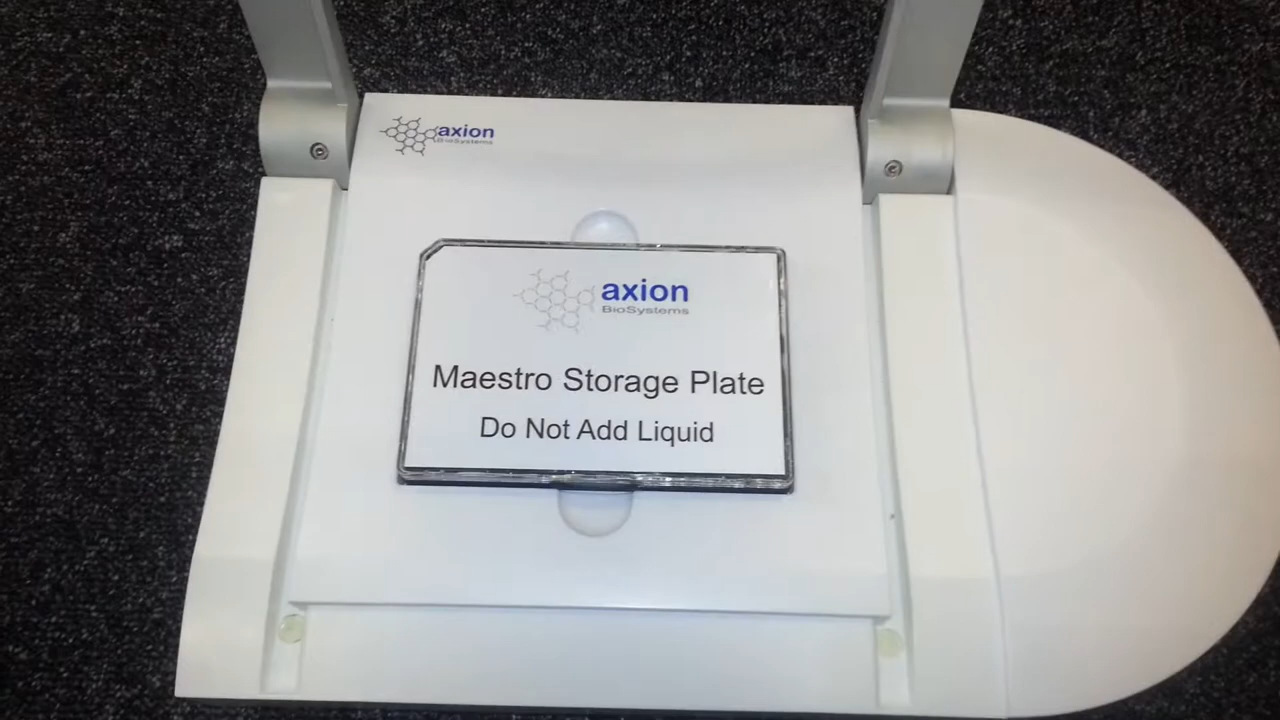 axion
BioSystems
axion
BioSystems
Maestro Storage Plate
Do Not Add Liquid